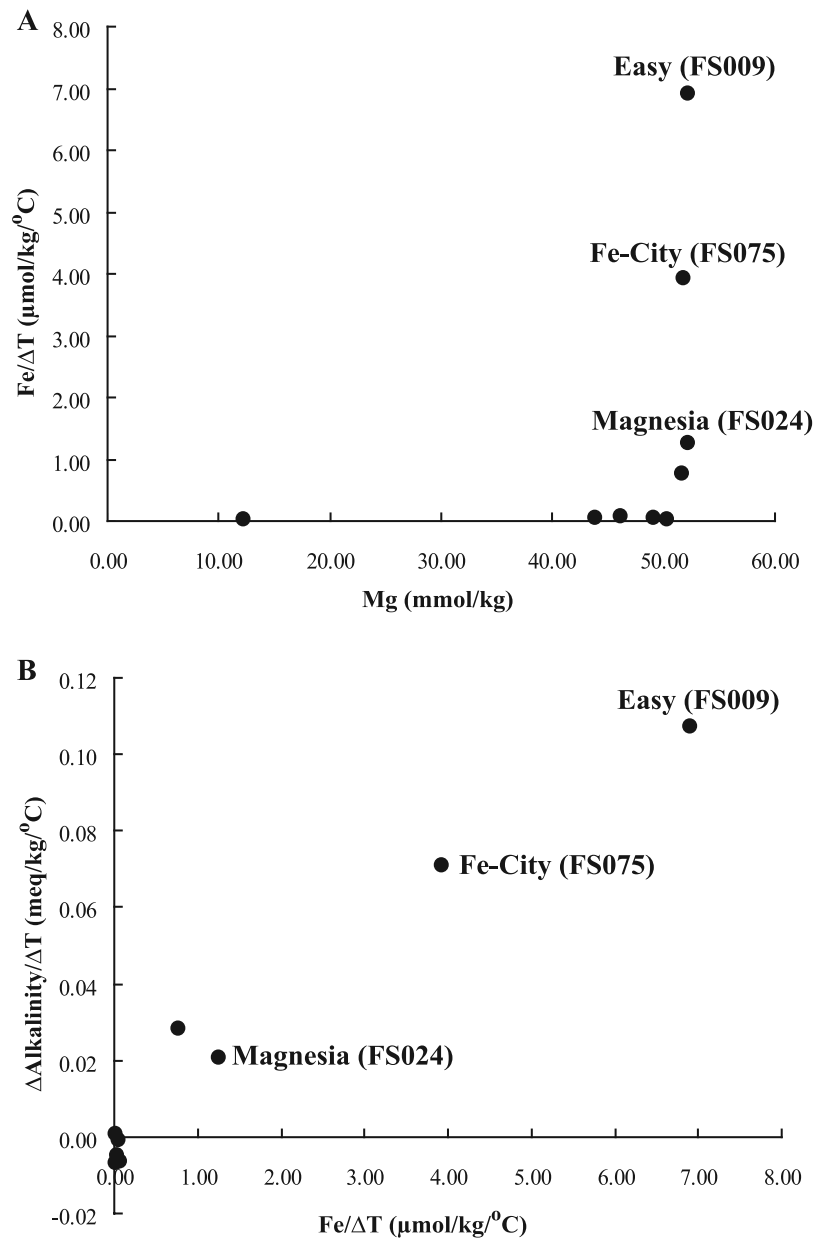 A
8.00
Easy (FS009)
7.00
6.00
5.00
Fe-City (FS075)
4.00
3.00
2.00
Magnesia (FS024)
1.00
0.00
Fe/ΔT (μmol/kg/°C)
0.00 10.00 20.00 30.00 40.00 50.00 60.00
Mg (mmol/kg)
B
0.12
Easy (FS009)
0.10
0.08
Fe-City (FS075)
0.06
0.04
0.02
Magnesia (FS024)
0.00
-0.02
ΔAlkalinity/ΔT (meq/kg/°C)
0.00 1.00 2.00 3.00 4.00 5.00 6.00 7.00 8.00
Fe/ΔT (μmol/kg/°C)